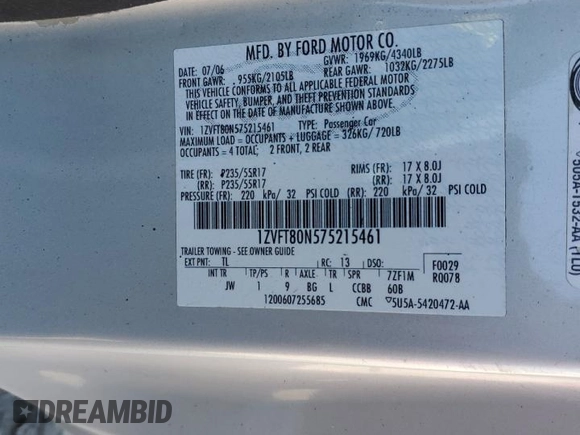 MFD. BY FORD MOTOR CO.
DATE: 07/06 GVWR: 1969KG/4340LB
FRONT GAWR: 955KG/2105LB REAR GAWR: 1032KG/2275LB
THIS VEHICLE CONFORMS TO ALL APPLICABLE FEDERAL MOTOR
VEHICLE SAFETY, BUMPER, AND THEFT PREVENTION STANDARDS
IN EFFECT ON THE DATE OF MANUFACTURE SHOWN ABOVE.
VIN: 1ZVFT80N575215461 TYPE: Passenger Car
MAXIMUM LOAD = OCCUPANTS + LUGGAGE = 326KG/720LB
OCCUPANTS = 4 TOTAL; 2 FRONT, 2 REAR
TIRE (FR): P235/55R17 RIMS (FR): 17 X 8.0J
(RR): P235/55R17 (RR): 17 X 8.0J
PRESSURE (FR): 220 kPa/ 32 PSI COLD (RR): 220 kPa/ 32 PSI COLD
1ZVFT80N575215461
TRAILER TOWING - SEE OWNER GUIDE
EXT PNT: TL RC: 13 DSO: F0029
INT TR TP/PS R AXLE TR SPR 7ZF1M R0078
JW 1 9 BG L CCBB 60B
1200607255685 CMC ▽5U5A-5420472-AA
5U5A-1532-AA (TLD)
DREAMBID